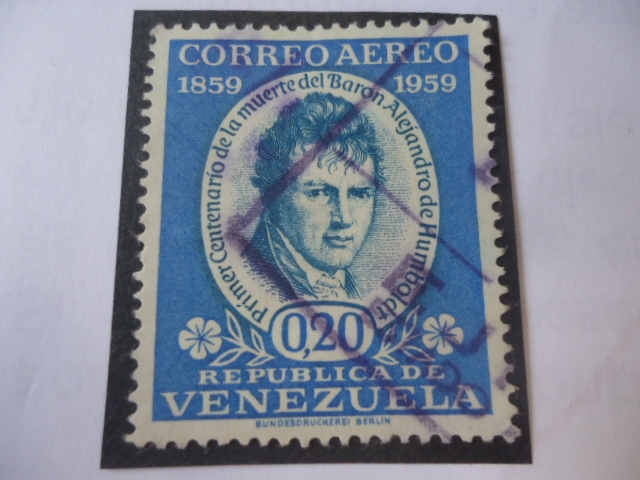 CORREO AEREO
1859 1959
Primer Centenario de la muerte del Barón Alejandro de Humboldt
0,20
REPUBLICA DE
VENEZUELA
BUNDESDRUCKEREI BERLIN